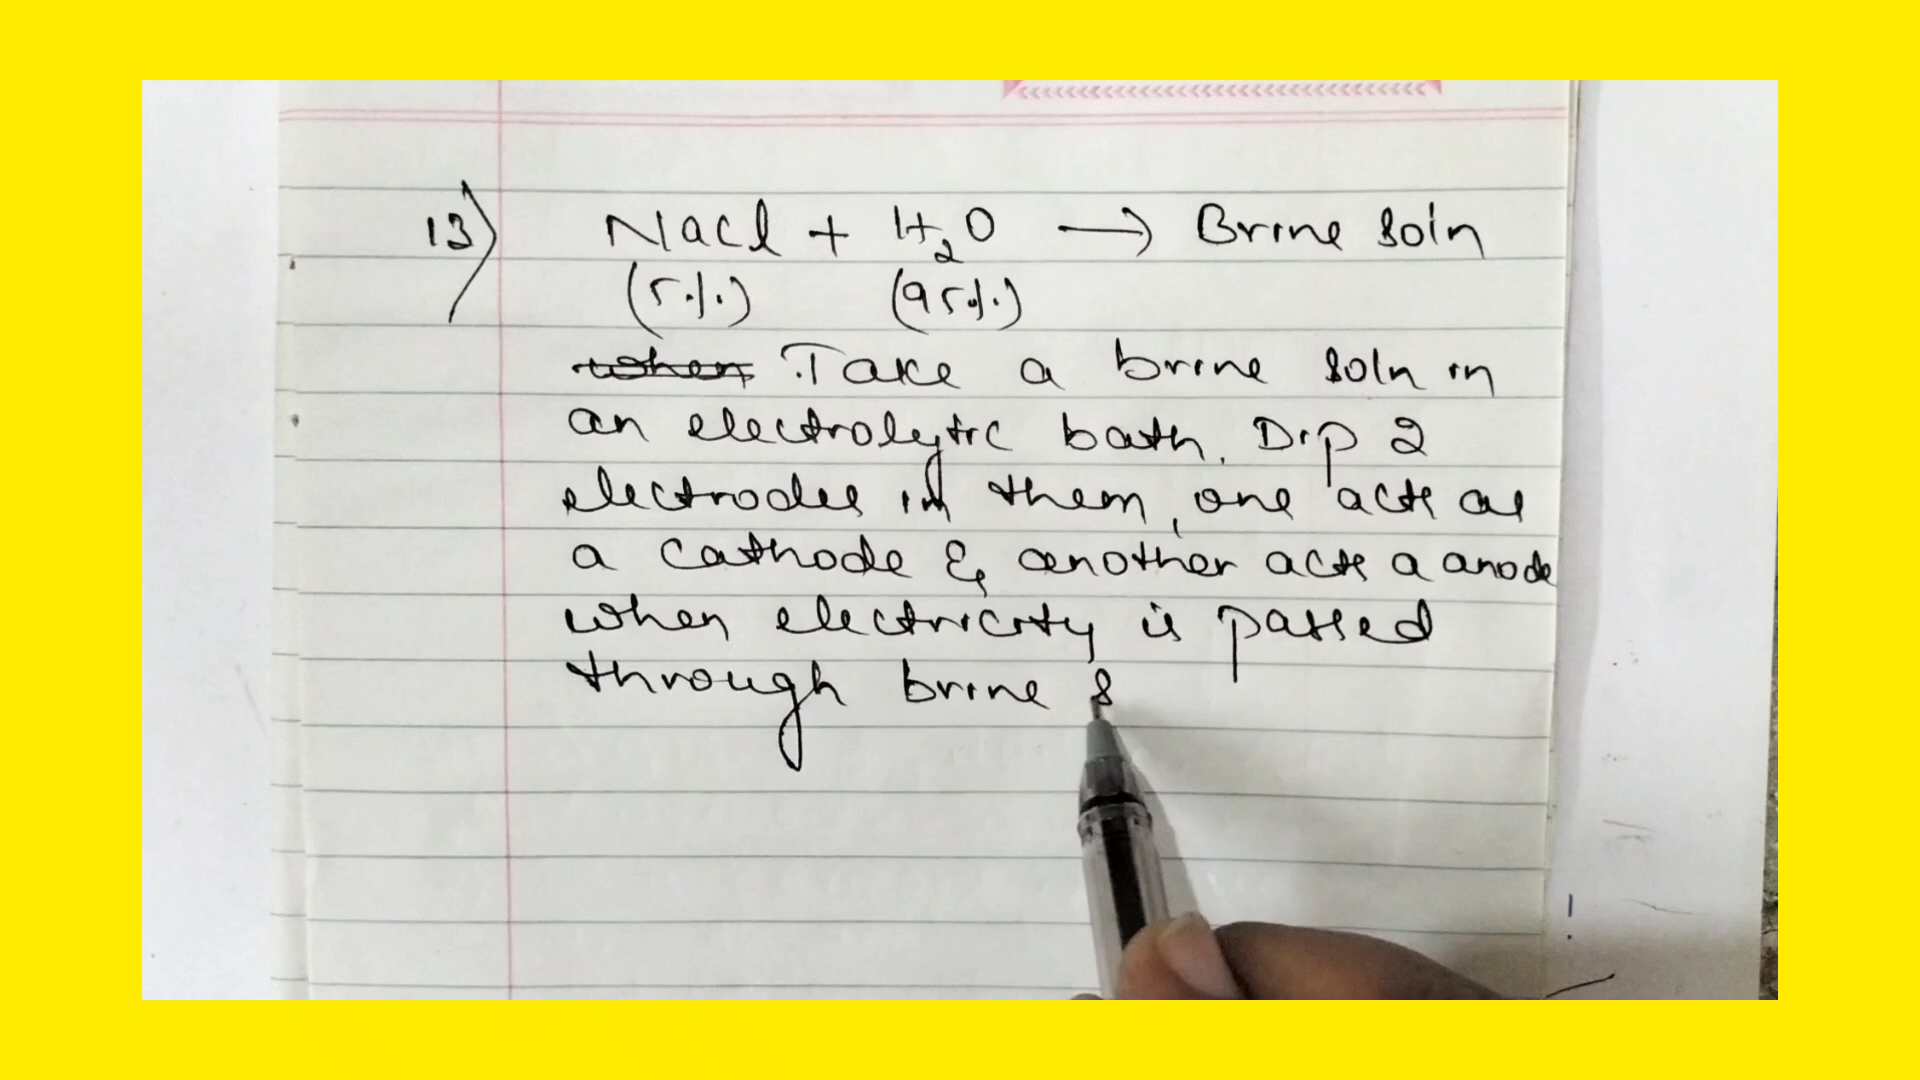 13) NaCl + H₂O → Brine soln
(5%) (95%)
when Take a brine soln in
an electrolytic bath. Dip 2
electrodes in them, one acts as
a cathode & another acts a anode
when electricity is passed
through brine s